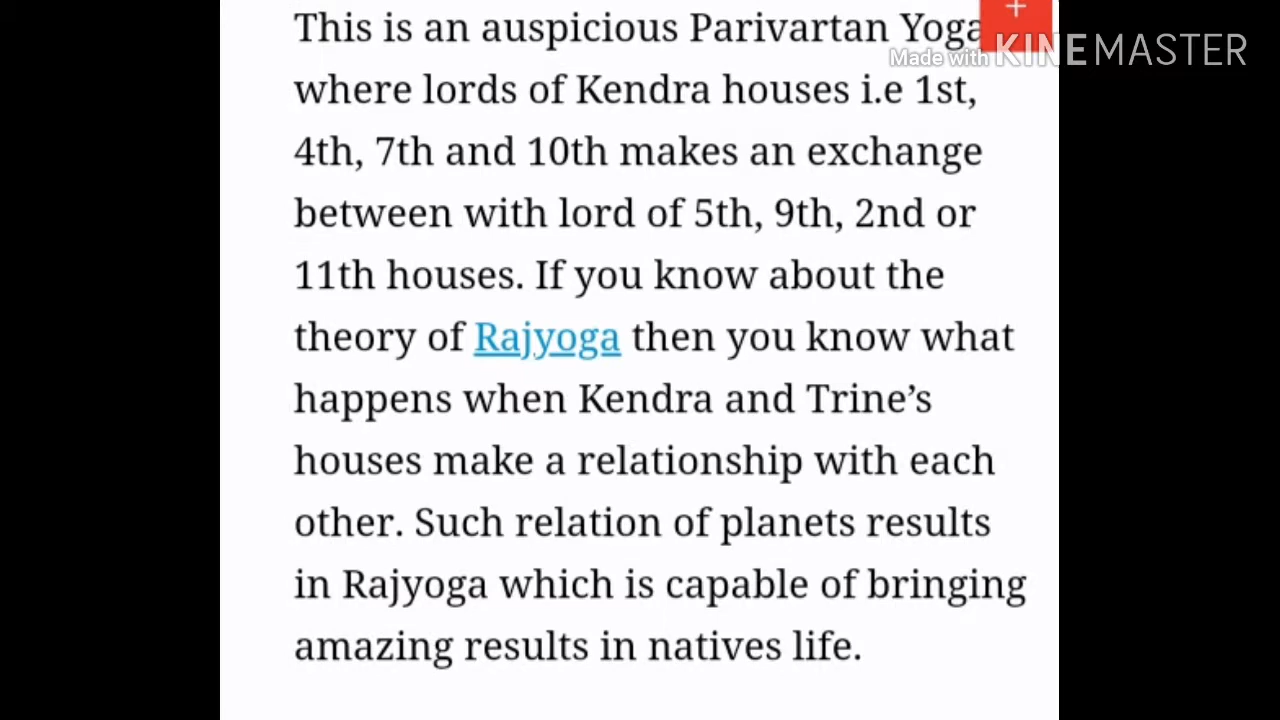 This is an auspicious Parivartan Yoga
Made with KINEMASTER
where lords of Kendra houses i.e 1st,
4th, 7th and 10th makes an exchange
between with lord of 5th, 9th, 2nd or
11th houses. If you know about the
theory of Rajyoga then you know what
happens when Kendra and Trine’s
houses make a relationship with each
other. Such relation of planets results
in Rajyoga which is capable of bringing
amazing results in natives life.